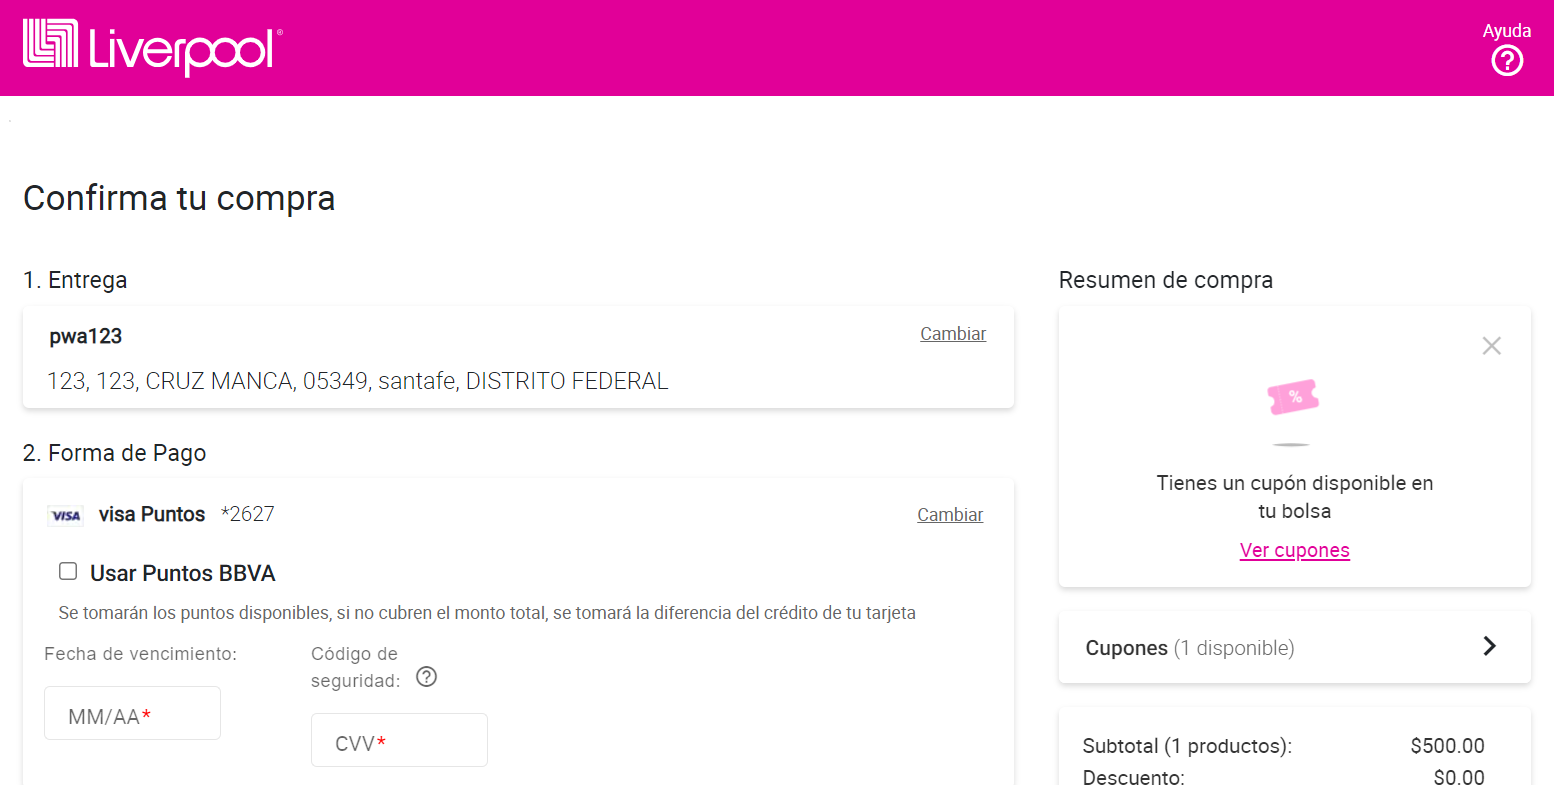 Liverpool®
Ayuda
Confirma tu compra
1. Entrega
pwa123
Cambiar
123, 123, CRUZ MANCA, 05349, santafe, DISTRITO FEDERAL
2. Forma de Pago
VISA visa Puntos *2627
Cambiar
Usar Puntos BBVA
Se tomarán los puntos disponibles, si no cubren el monto total, se tomará la diferencia del crédito de tu tarjeta
Fecha de vencimiento:
MM/AA*
Código de
seguridad: ?
CVV*
Resumen de compra
%
Tienes un cupón disponible en
tu bolsa
Ver cupones
Cupones (1 disponible)
Subtotal (1 productos): $500.00
Descuento: $0.00